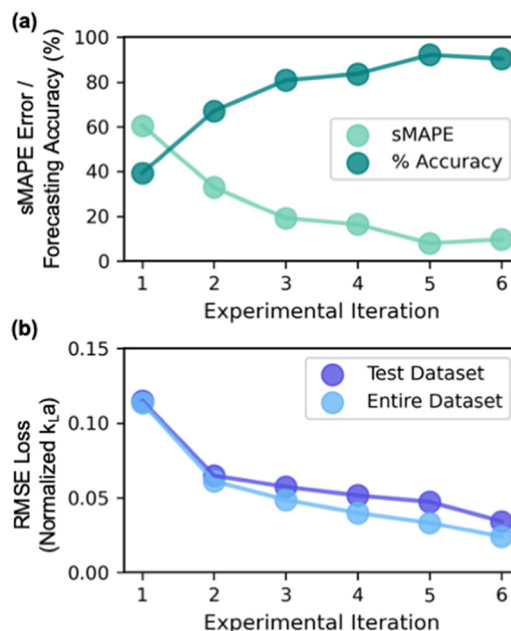 (a)
100
80
60
40
20
0
sMAPE Error /
Forecasting Accuracy (%)
sMAPE
% Accuracy
1 2 3 4 5 6
Experimental Iteration
(b)
0.15
0.10
0.05
0.00
RMSE Loss
(Normalized kLa)
Test Dataset
Entire Dataset
1 2 3 4 5 6
Experimental Iteration